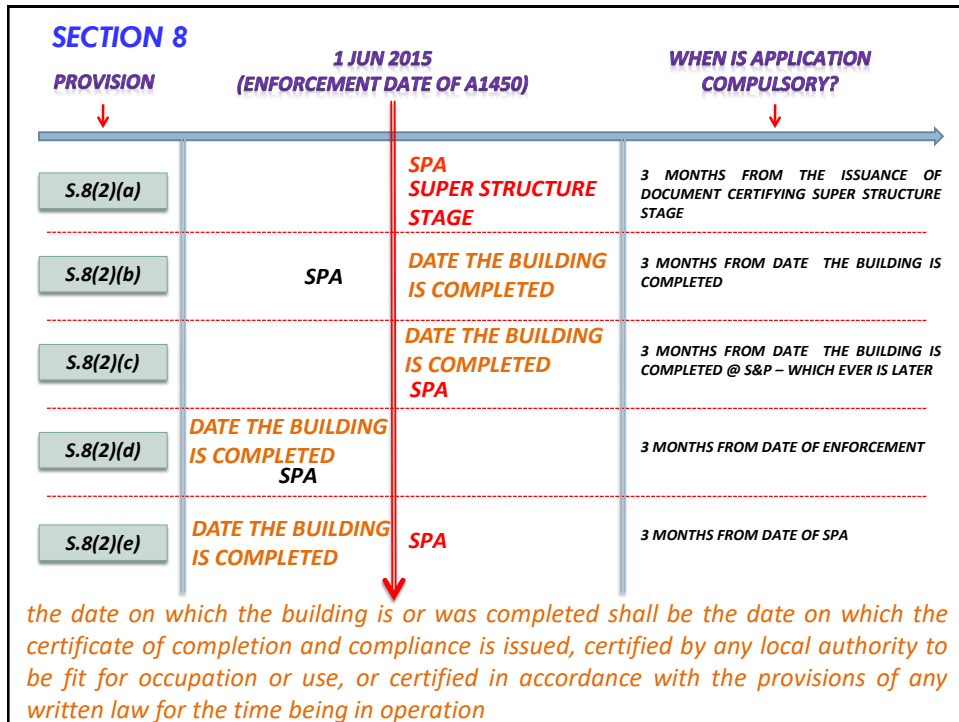 SECTION 8
PROVISION
1 JUN 2015
(ENFORCEMENT DATE OF A1450)
WHEN IS APPLICATION
COMPULSORY?
S.8(2)(a)
SPA
SUPER STRUCTURE
STAGE
3 MONTHS FROM THE ISSUANCE OF
DOCUMENT CERTIFYING SUPER STRUCTURE
STAGE
S.8(2)(b)
SPA
DATE THE BUILDING
IS COMPLETED
3 MONTHS FROM DATE THE BUILDING IS
COMPLETED
S.8(2)(c)
DATE THE BUILDING
IS COMPLETED
SPA
3 MONTHS FROM DATE THE BUILDING IS
COMPLETED @ S&P – WHICH EVER IS LATER
S.8(2)(d)
DATE THE BUILDING
IS COMPLETED
SPA
3 MONTHS FROM DATE OF ENFORCEMENT
S.8(2)(e)
DATE THE BUILDING
IS COMPLETED
SPA
3 MONTHS FROM DATE OF SPA
the date on which the building is or was completed shall be the date on which the
certificate of completion and compliance is issued, certified by any local authority to
be fit for occupation or use, or certified in accordance with the provisions of any
written law for the time being in operation